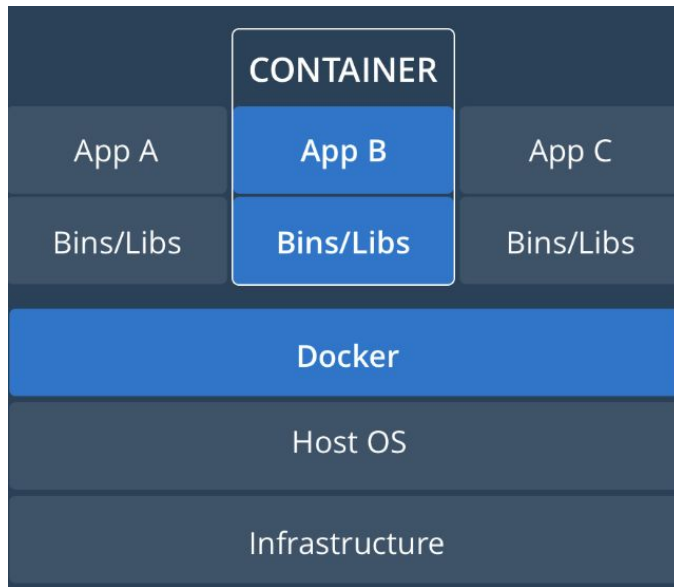 CONTAINER
App A App B App C
Bins/Libs Bins/Libs Bins/Libs
Docker
Host OS
Infrastructure